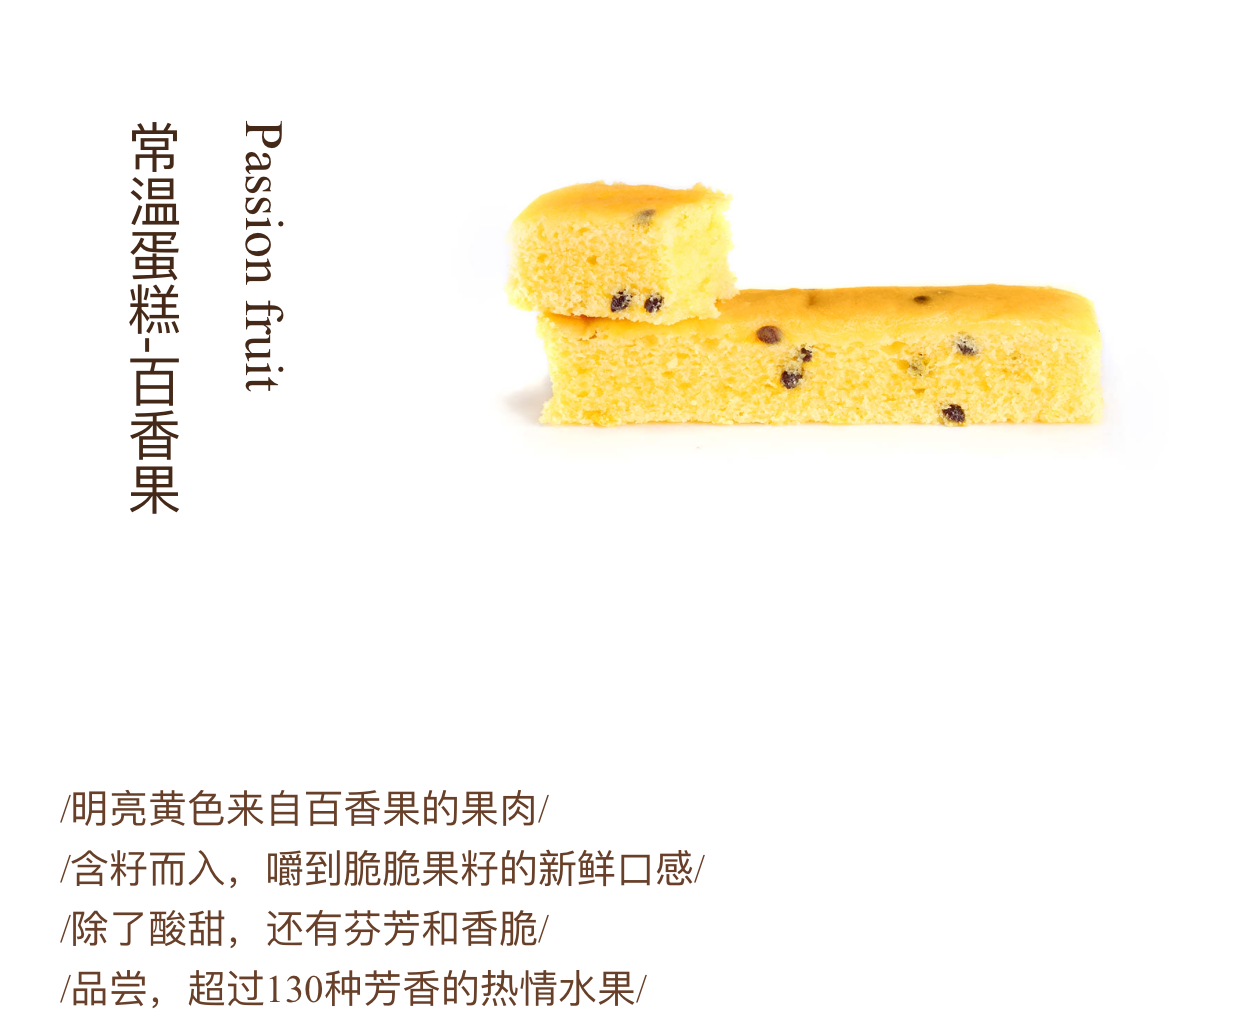 常温蛋糕-百香果
Passion fruit
/明亮黄色来自百香果的果肉/
/含籽而入，嚼到脆脆果籽的新鲜口感/
/除了酸甜，还有芬芳和香脆/
/品尝，超过130种芳香的热情水果/